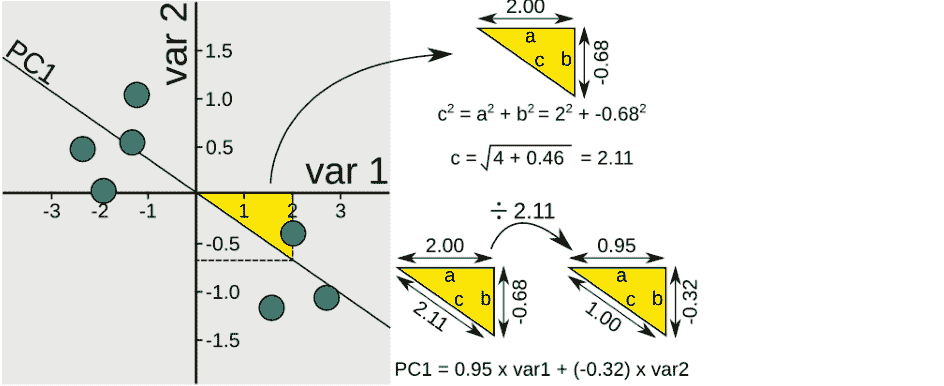 PC1
var 2
1.5
1.0
0.5
-0.5
-1.0
-1.5
-3 -2 -1 1 2 3
var 1
2.00
a
c b
-0.68
c² = a² + b² = 2² + -0.68²
c = √4 + 0.46 = 2.11
÷ 2.11
2.00
a
c b
-0.68
2.11
0.95
a
c b
-0.32
1.00
PC1 = 0.95 x var1 + (-0.32) x var2